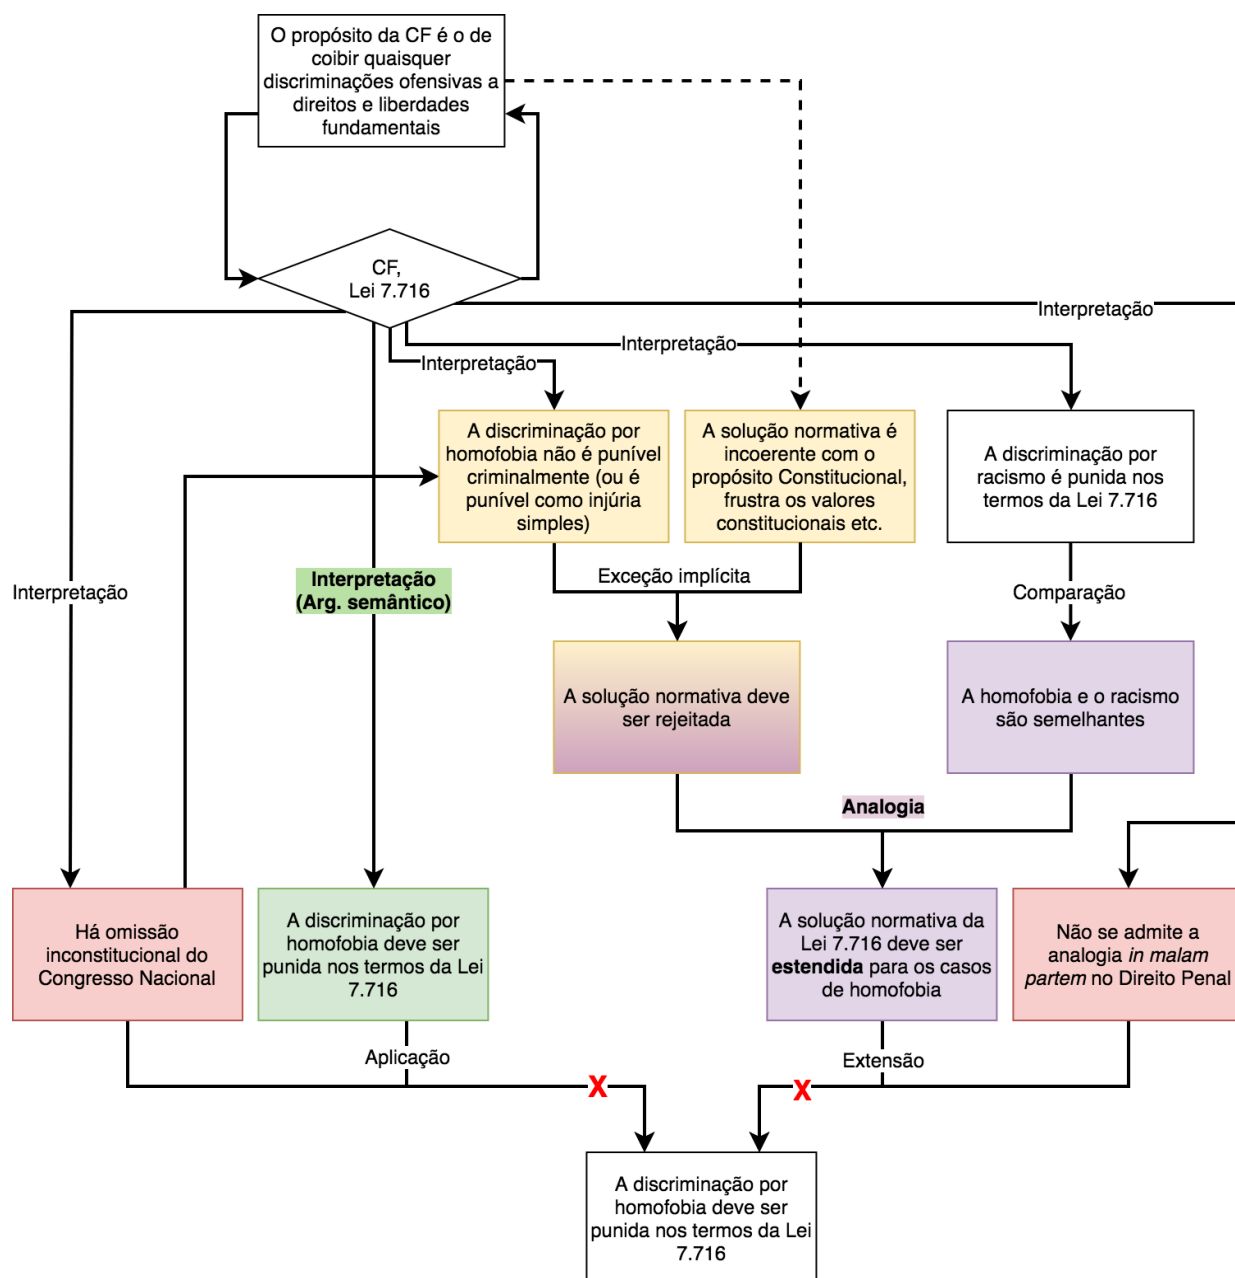 O propósito da CF é o de
coibir quaisquer
discriminações ofensivas a
direitos e liberdades
fundamentais
CF,
Lei 7.716
Interpretação
Interpretação
Interpretação
A discriminação por
homofobia não é punível
criminalmente (ou é
punível como injúria
simples)
A solução normativa é
incoerente com o
propósito Constitucional,
frustra os valores
constitucionais etc.
A discriminação por
racismo é punida nos
termos da Lei 7.716
Interpretação
Interpretação
(Arg. semântico)
Exceção implícita
Comparação
A solução normativa deve
ser rejeitada
A homofobia e o racismo
são semelhantes
Analogia
Há omissão
inconstitucional do
Congresso Nacional
A discriminação por
homofobia deve ser
punida nos termos da Lei
7.716
A solução normativa da
Lei 7.716 deve ser
estendida para os casos
de homofobia
Não se admite a
analogia in malam
partem no Direito Penal
Aplicação
Extensão
X
X
A discriminação por
homofobia deve ser
punida nos termos da Lei
7.716